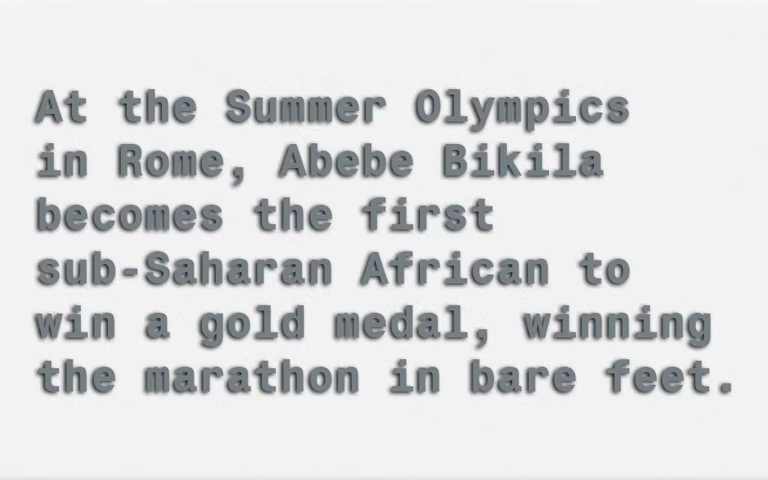 At the Summer Olympics
in Rome, Abebe Bikila
becomes the first
sub-Saharan African to
win a gold medal, winning
the marathon in bare feet.